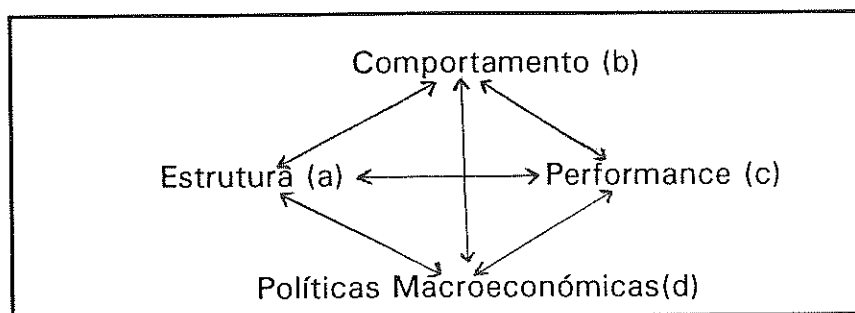 Comportamento (b)
Estrutura (a) Performance (c)
Políticas Macroeconómicas(d)